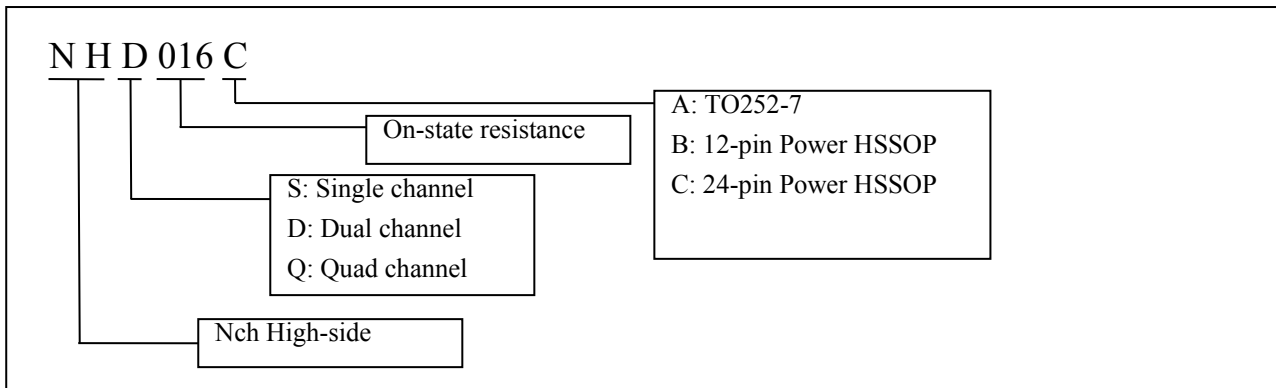 N H D 016 C
A: TO252-7
On-state resistance
B: 12-pin Power HSSOP
C: 24-pin Power HSSOP
S: Single channel
D: Dual channel
Q: Quad channel
Nch High-side